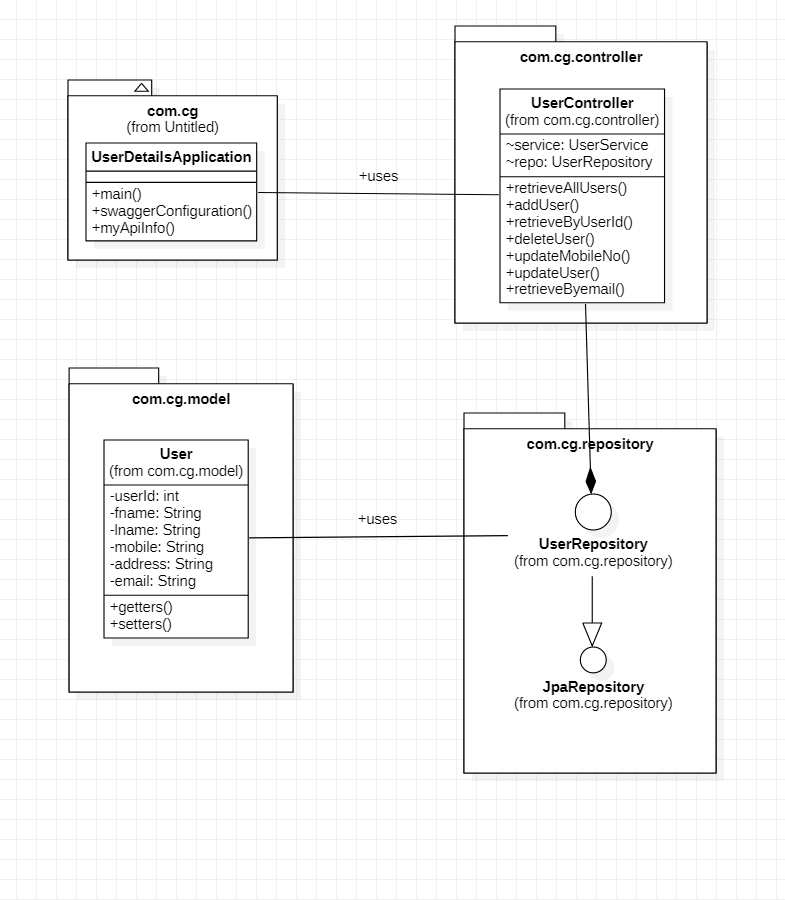 com.cg
(from Untitled)
UserDetailsApplication
+main()
+swaggerConfiguration()
+myApiInfo()
+uses
com.cg.controller
UserController
(from com.cg.controller)
~service: UserService
~repo: UserRepository
+retrieveAllUsers()
+addUser()
+retrieveByUserId()
+deleteUser()
+updateMobileNo()
+updateUser()
+retrieveByemail()
com.cg.model
User
(from com.cg.model)
-userId: int
-fname: String
-lname: String
-mobile: String
-address: String
-email: String
+getters()
+setters()
+uses
com.cg.repository
UserRepository
(from com.cg.repository)
JpaRepository
(from com.cg.repository)